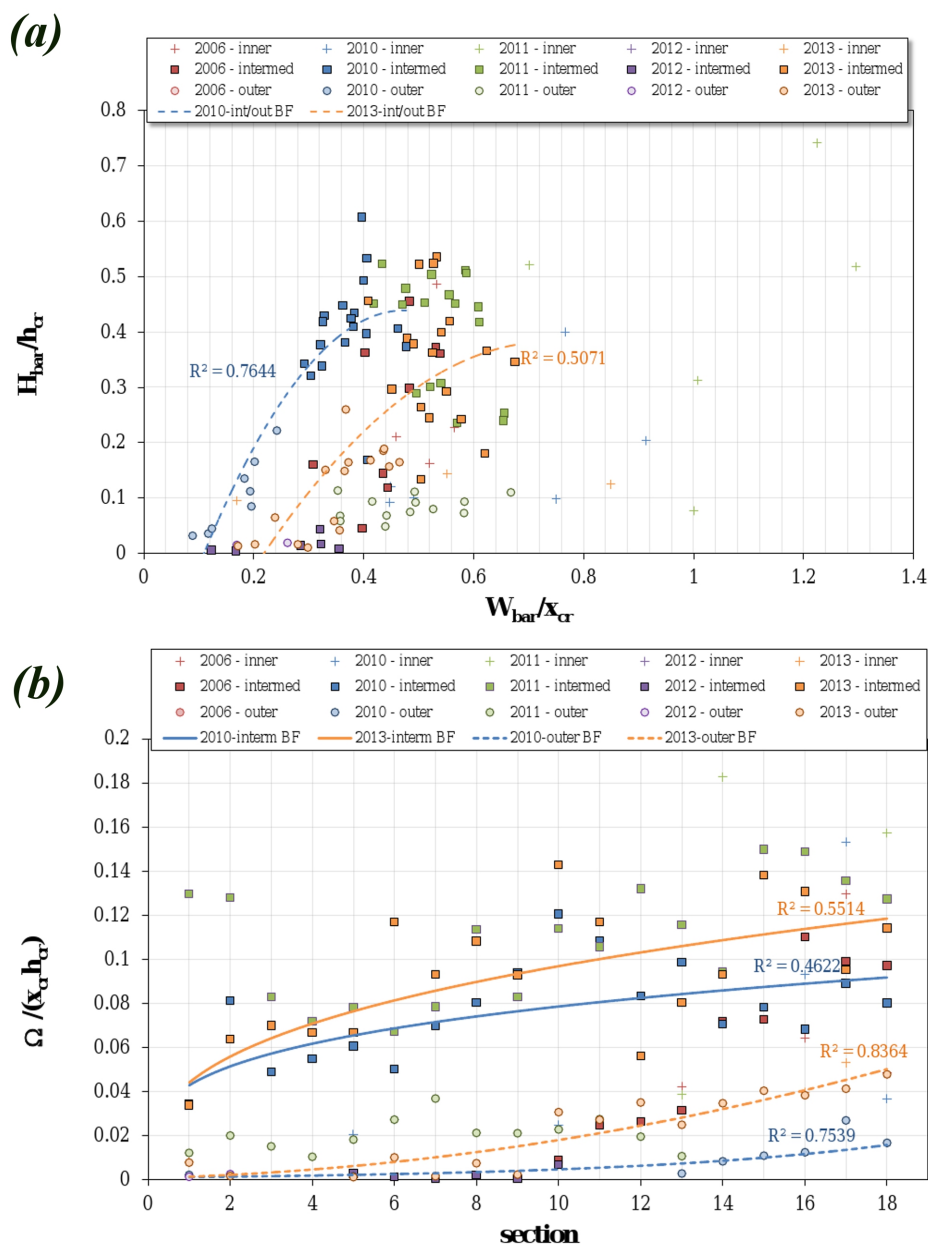 (a)
2006 - inner 2010 - inner 2011 - inner 2012 - inner 2013 - inner
2006 - intermed 2010 - intermed 2011 - intermed 2012 - intermed 2013 - intermed
2006 - outer 2010 - outer 2011 - outer 2012 - outer 2013 - outer
2010-int/out BF 2013-int/out BF
0.8
0.7
0.6
0.5
0.4
0.3
0.2
0.1
0
H_bar/h_cr
R² = 0.7644
R² = 0.5071
0 0.2 0.4 0.6 0.8 1 1.2 1.4
W_bar/x_cr
(b)
2006 - inner 2010 - inner 2011 - inner 2012 - inner 2013 - inner
2006 - intermed 2010 - intermed 2011 - intermed 2012 - intermed 2013 - intermed
2006 - outer 2010 - outer 2011 - outer 2012 - outer 2013 - outer
2010-interm BF 2013-interm BF 2010-outer BF 2013-outer BF
0.2
0.18
0.16
0.14
0.12
0.1
0.08
0.06
0.04
0.02
0
Ω /(x_cr h_cr)
R² = 0.5514
R² = 0.4622
R² = 0.8364
R² = 0.7539
0 2 4 6 8 10 12 14 16 18
section